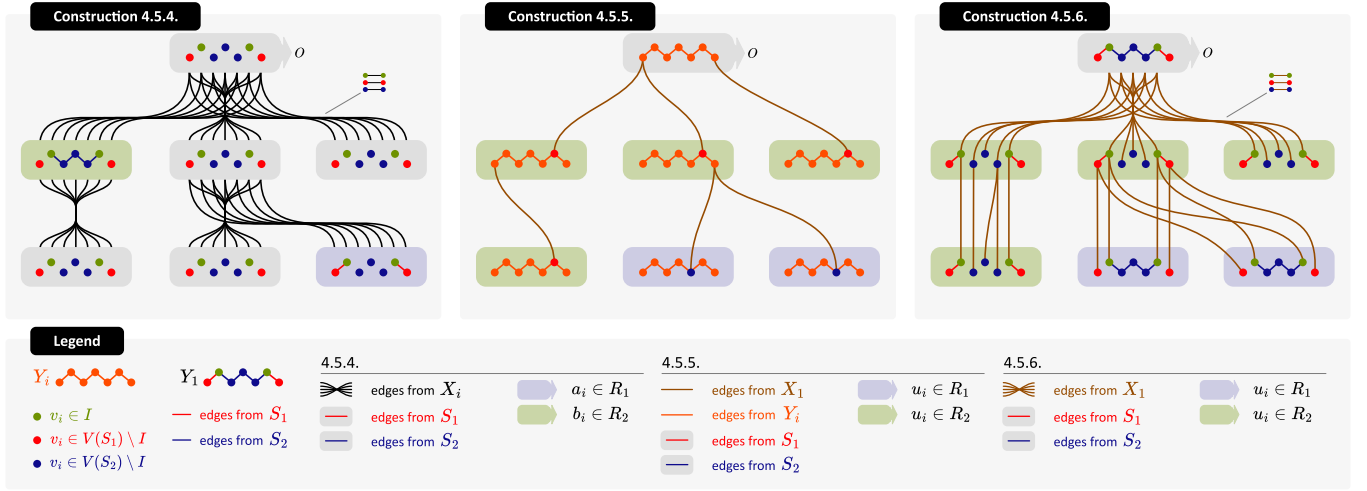 Construction 4.5.4.
Construction 4.5.5.
Construction 4.5.6.
O
O
O
Legend
Y_i
Y_1
v_i ∈ I
v_i ∈ V(S_1) \ I
v_i ∈ V(S_2) \ I
edges from S_1
edges from S_2
4.5.4.
edges from X_i
edges from S_1
edges from S_2
a_i ∈ R_1
b_i ∈ R_2
4.5.5.
edges from X_1
edges from Y_i
edges from S_1
edges from S_2
u_i ∈ R_1
u_i ∈ R_2
4.5.6.
edges from X_1
edges from S_1
edges from S_2
u_i ∈ R_1
u_i ∈ R_2